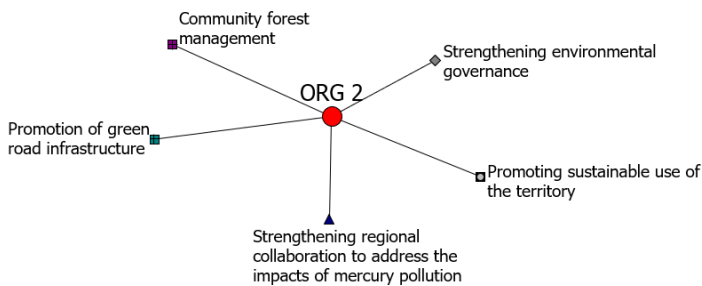 Community forest
management
Strengthening environmental
governance
ORG 2
Promotion of green
road infrastructure
Promoting sustainable use of
the territory
Strengthening regional
collaboration to address the
impacts of mercury pollution